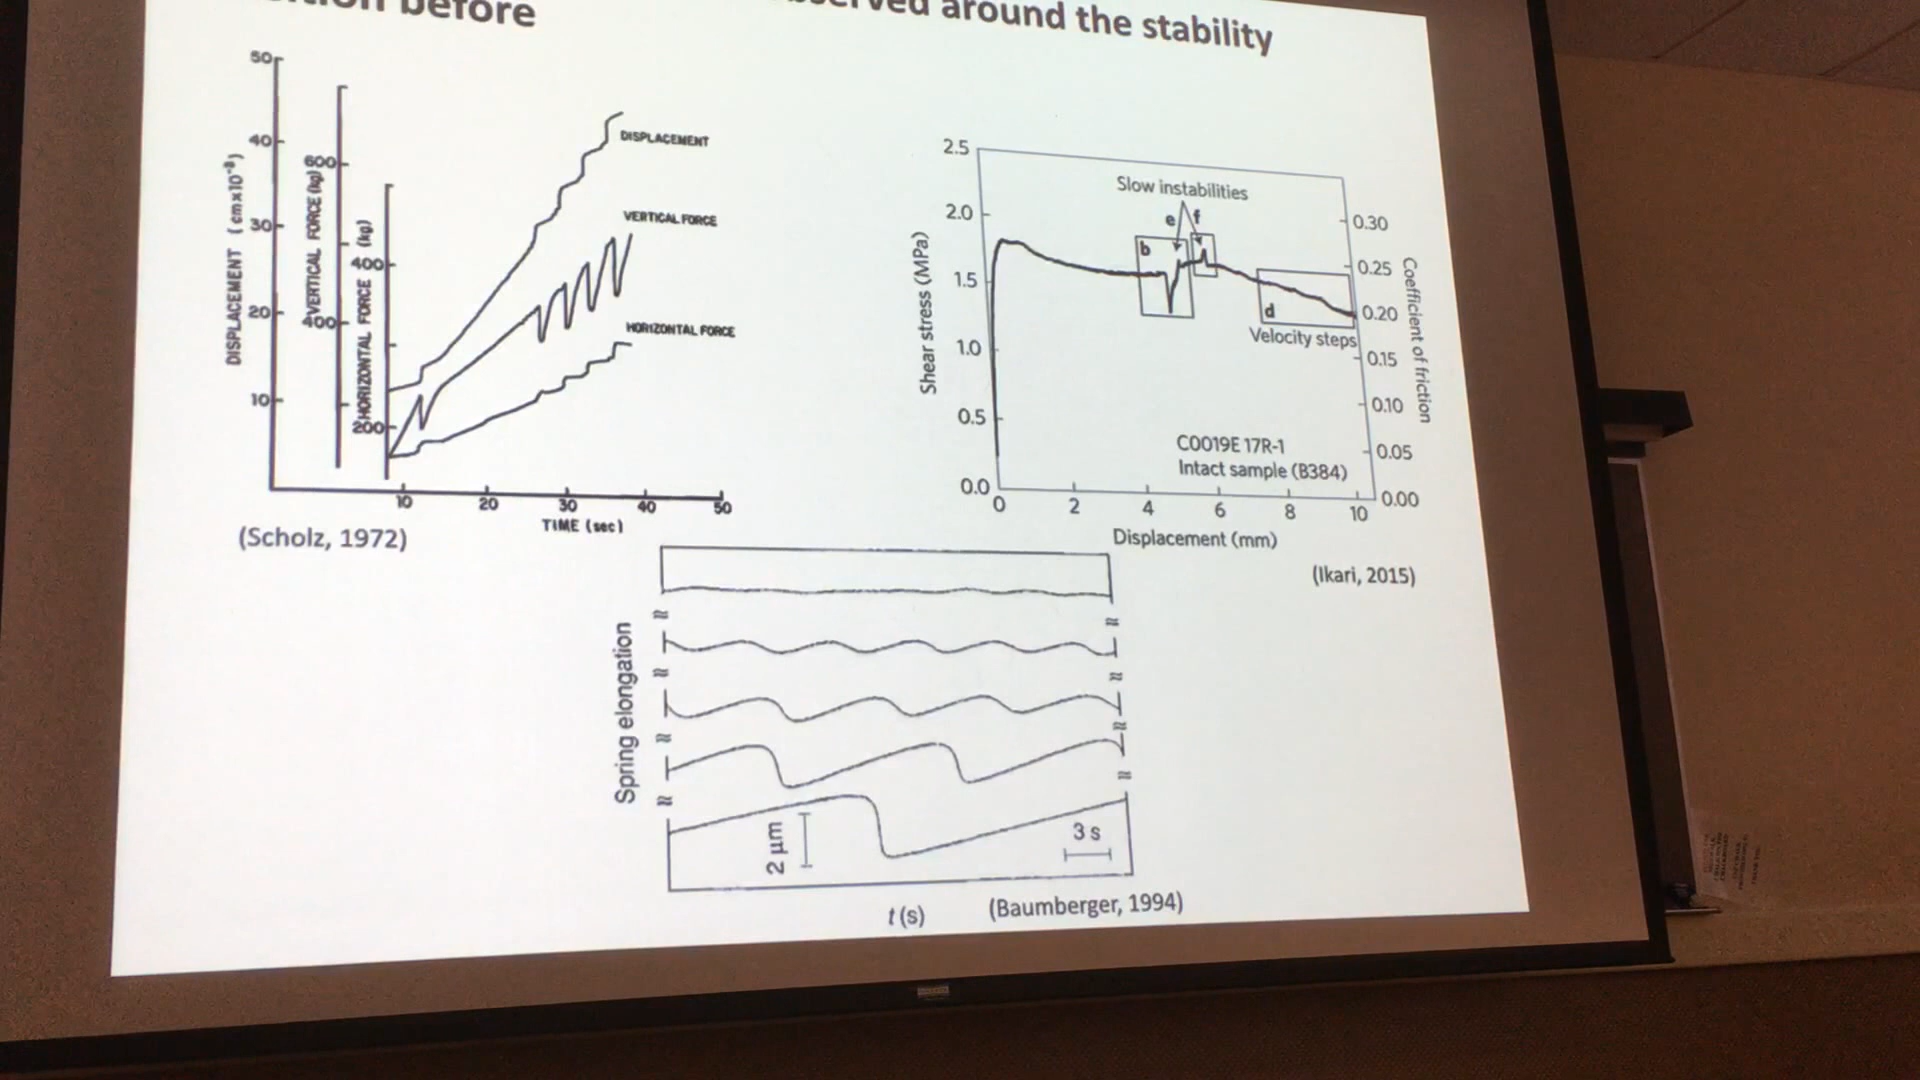 observed around the stability
before
50
40
30
20
10
DISPLACEMENT (cmx10⁻³)
600
400
VERTICAL FORCE (kg)
400
200
HORIZONTAL FORCE (kg)
DISPLACEMENT
VERTICAL FORCE
HORIZONTAL FORCE
10 20 30 40 50
TIME (sec)
(Scholz, 1972)
2.5
2.0
1.5
1.0
0.5
0.0
Shear stress (MPa)
Slow instabilities
e f
b
d
Velocity steps
0.30
0.25
0.20
0.15
0.10
0.05
0.00
Coefficient of friction
C0019E 17R-1
Intact sample (B384)
0 2 4 6 8 10
Displacement (mm)
(Ikari, 2015)
Spring elongation
2 μm
3 s
t (s)
(Baumberger, 1994)